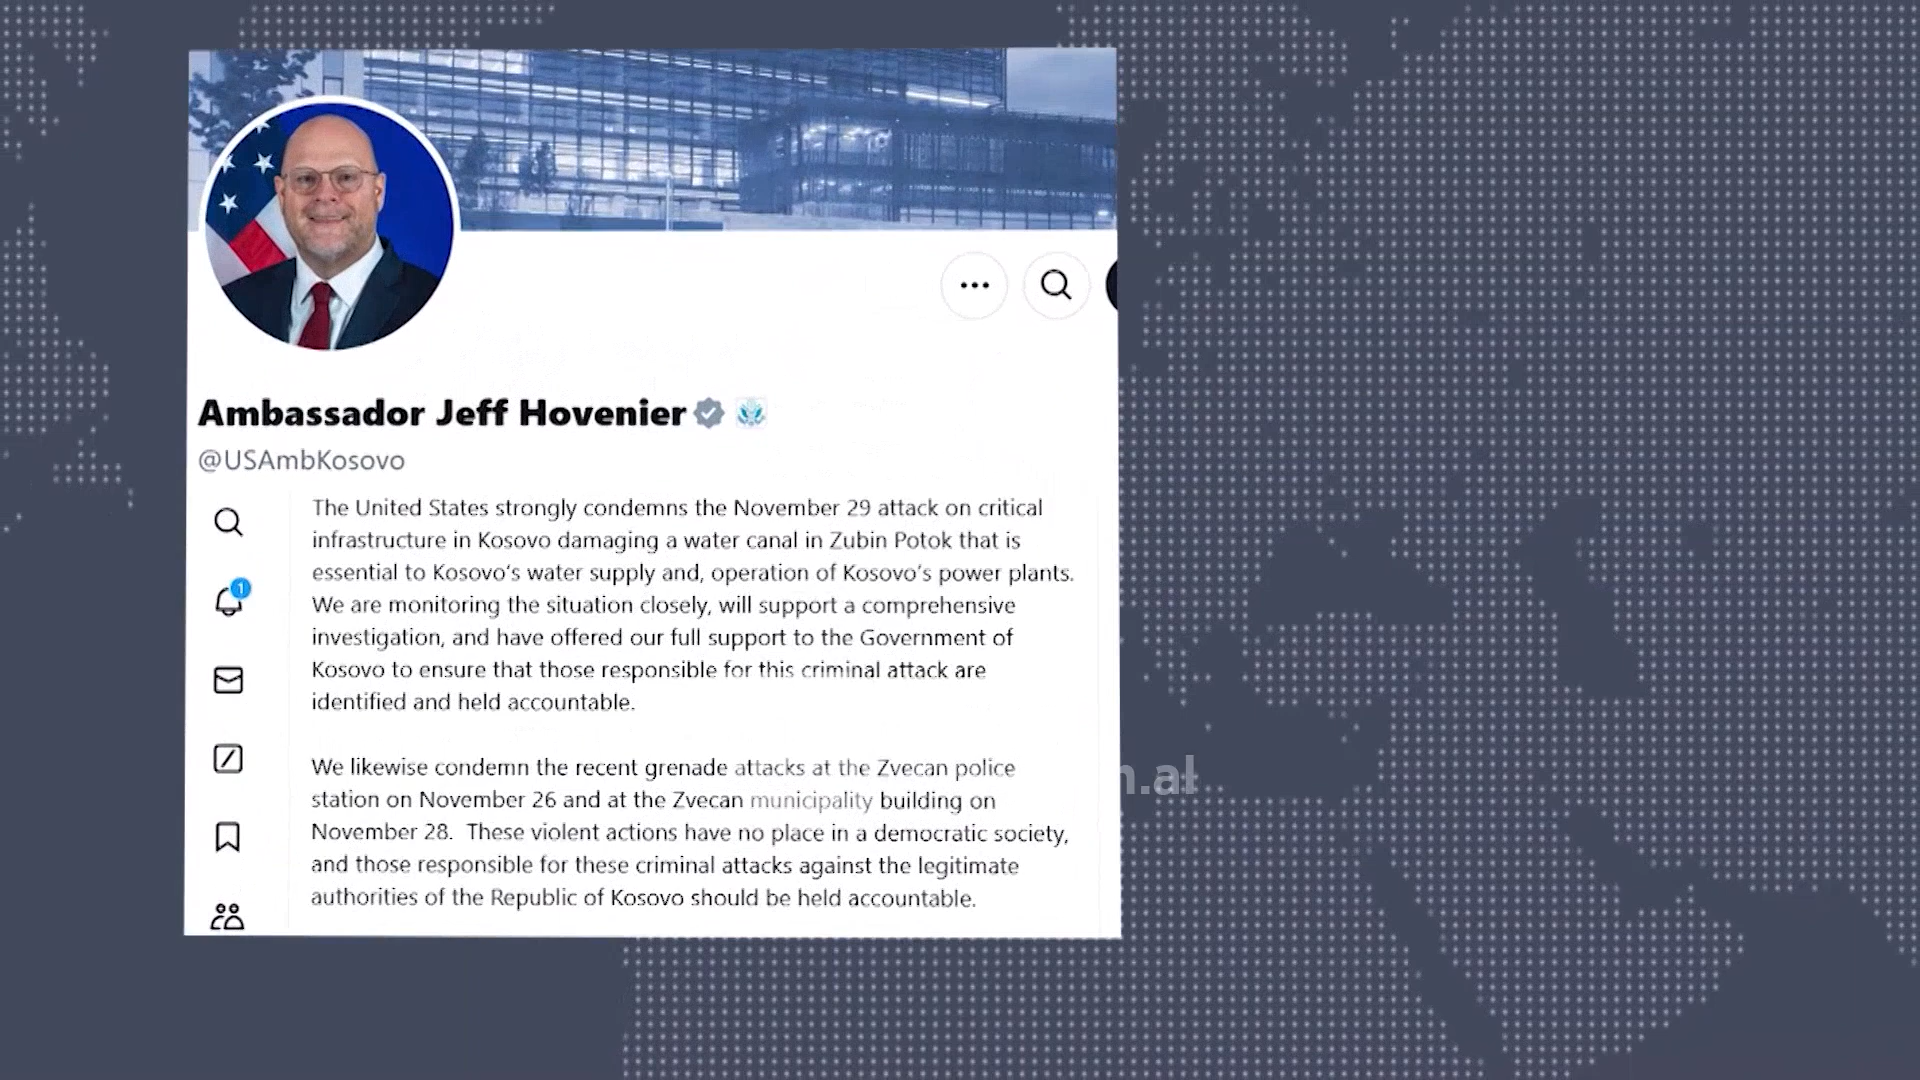 Ambassador Jeff Hovenier
@USAmbKosovo
The United States strongly condemns the November 29 attack on critical
infrastructure in Kosovo damaging a water canal in Zubin Potok that is
essential to Kosovo's water supply and, operation of Kosovo's power plants.
We are monitoring the situation closely, will support a comprehensive
investigation, and have offered our full support to the Government of
Kosovo to ensure that those responsible for this criminal attack are
identified and held accountable.
We likewise condemn the recent grenade attacks at the Zvecan police
station on November 26 and at the Zvecan municipality building on
November 28. These violent actions have no place in a democratic society,
and those responsible for these criminal attacks against the legitimate
authorities of the Republic of Kosovo should be held accountable.
1
.al